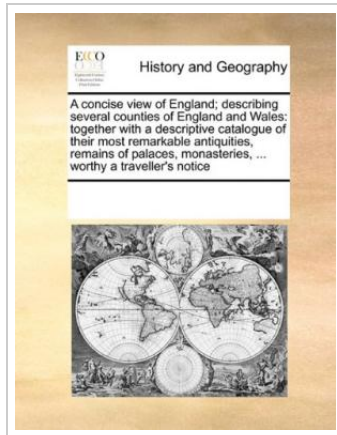 ECCO
History and Geography
A concise view of England; describing
several counties of England and Wales:
together with a descriptive catalogue of
their most remarkable antiquities,
remains of palaces, monasteries, ...
worthy a traveller's notice